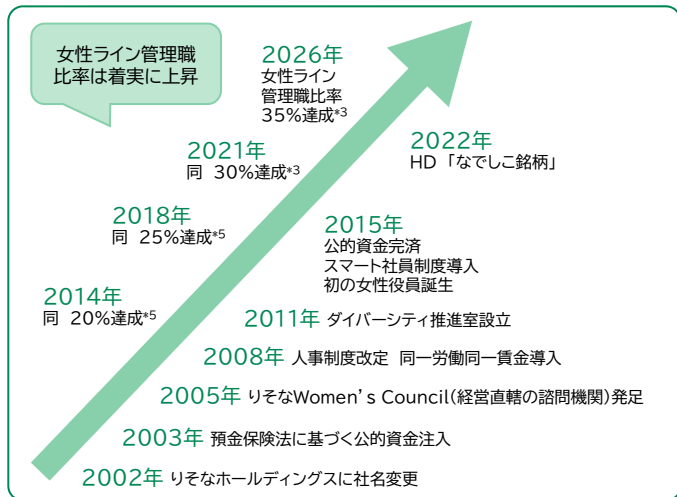 女性ライン管理職
比率は着実に上昇
2026年
女性ライン
管理職比率
35%達成*3
2021年
同 30%達成*3
2018年
同 25%達成*5
2014年
同 20%達成*5
2022年
HD 「なでしこ銘柄」
2015年
公的資金完済
スマート社員制度導入
初の女性役員誕生
2011年 ダイバーシティ推進室設立
2008年 人事制度改定 同一労働同一賃金導入
2005年 りそなWomen's Council(経営直轄の諮問機関)発足
2003年 預金保険法に基づく公的資金注入
2002年 りそなホールディングスに社名変更